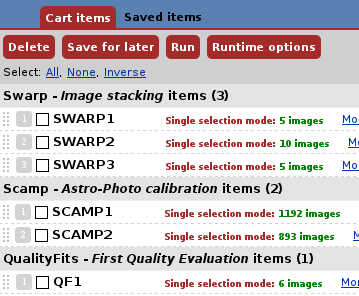 Cart items Saved items
Delete Save for later Run Runtime options
Select: All, None, Inverse
Swarp - Image stacking items (3)
1 SWARP1 Single selection mode: 5 images Mo
2 SWARP2 Single selection mode: 10 images Mo
3 SWARP3 Single selection mode: 5 images Mo
Scamp - Astro-Photo calibration items (2)
1 SCAMP1 Single selection mode: 1192 images
2 SCAMP2 Single selection mode: 893 images M
QualityFits - First Quality Evaluation items (1)
1 QF1 Single selection mode: 6 images Mo